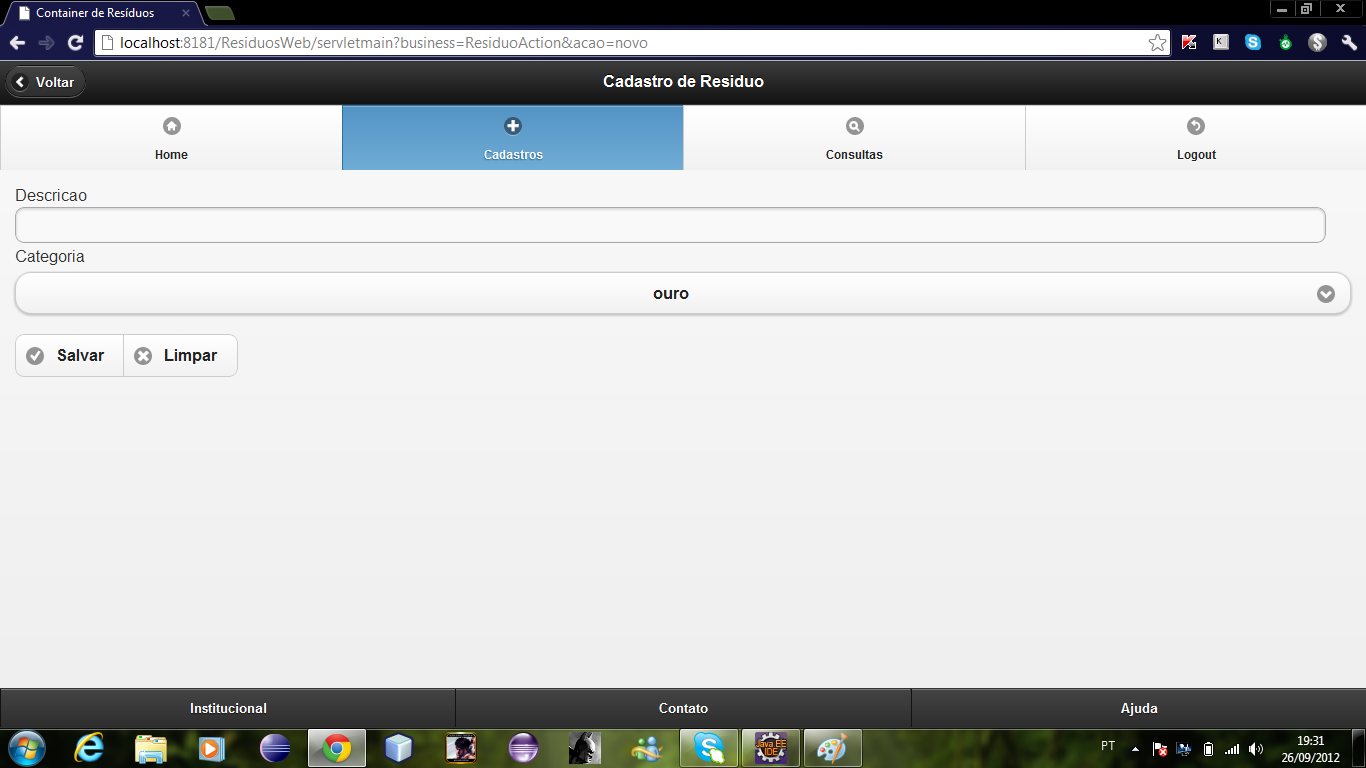 Container de Resíduos
localhost:8181/ResiduosWeb/servletmain?business=ResiduoAction&acao=novo
Voltar
Cadastro de Residuo
Home
Cadastros
Consultas
Logout
Descricao
Categoria
ouro
Salvar
Limpar
Institucional
Contato
Ajuda
Java EE
IDE
PT
19:31
26/09/2012